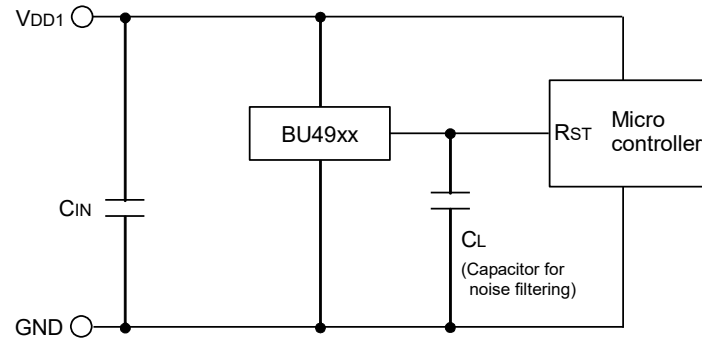 VDD1
BU49xx
RST
Micro
controller
CIN
CL
(Capacitor for
noise filtering)
GND